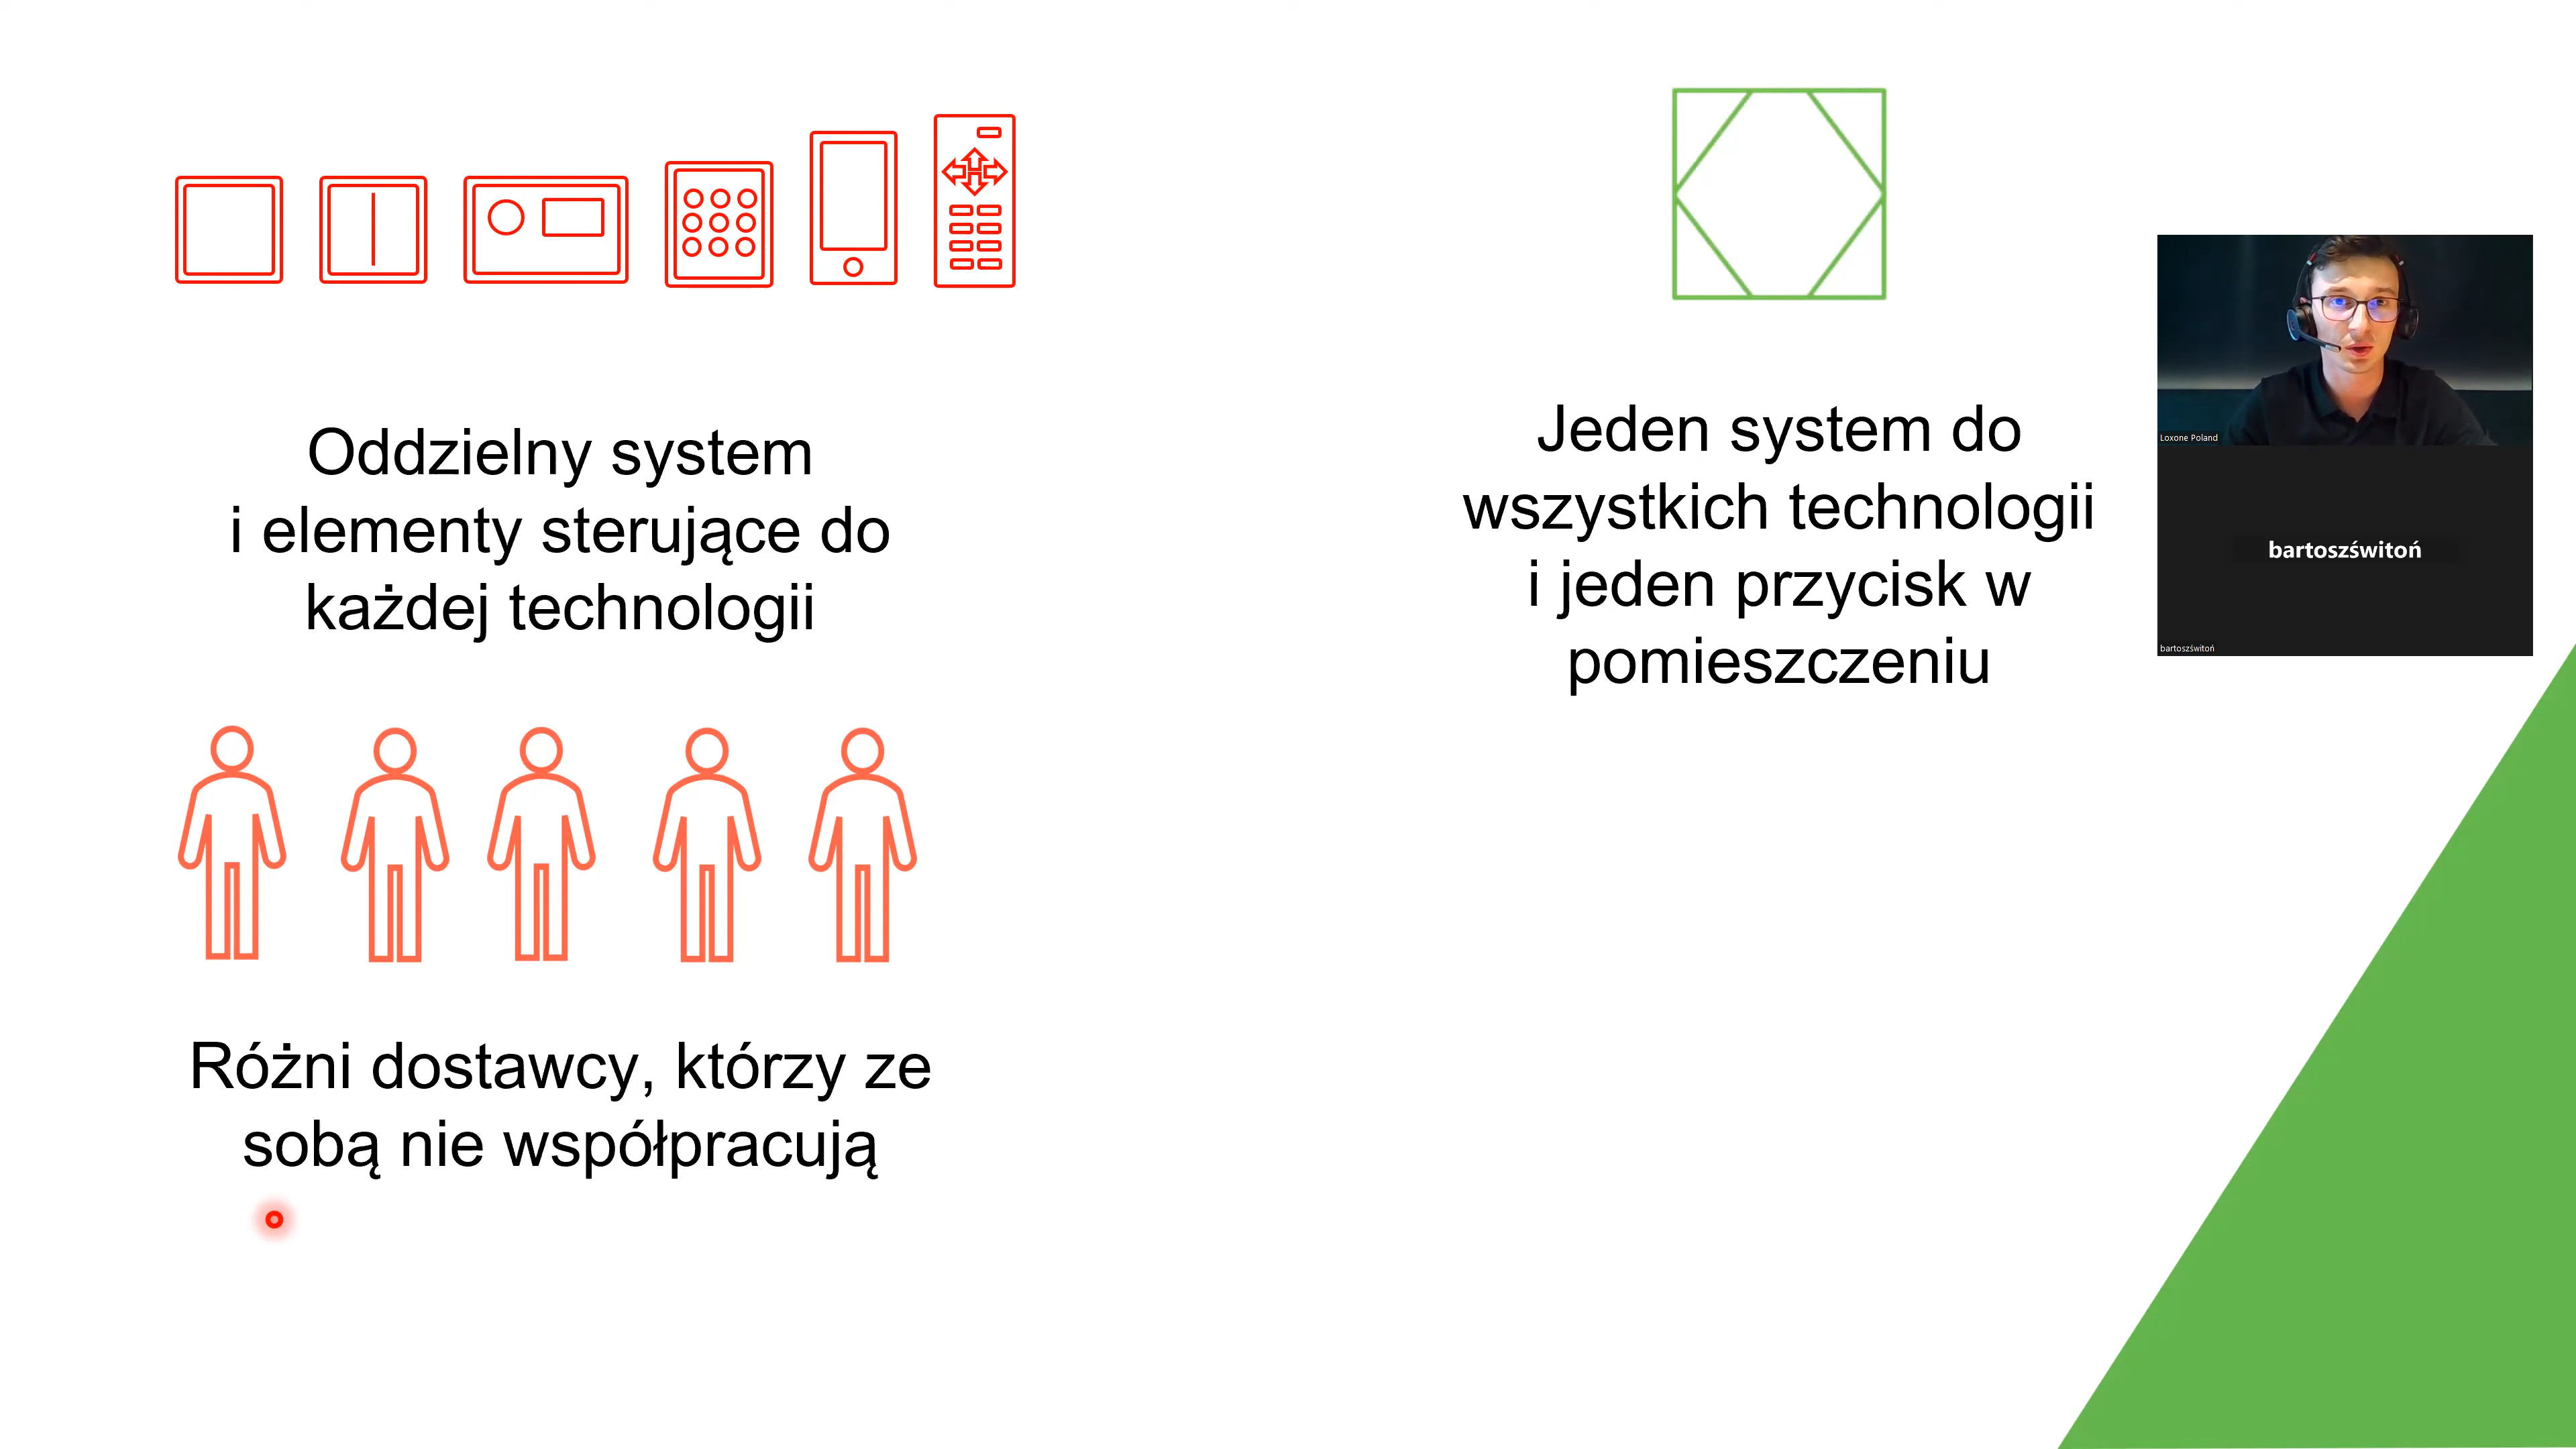 Oddzielny system
i elementy sterujące do
każdej technologii
Różni dostawcy, którzy ze
sobą nie współpracują
Jeden system do
wszystkich technologii
i jeden przycisk w
pomieszczeniu
Loxone Poland
bartoszświtoń
bartoszświtoń